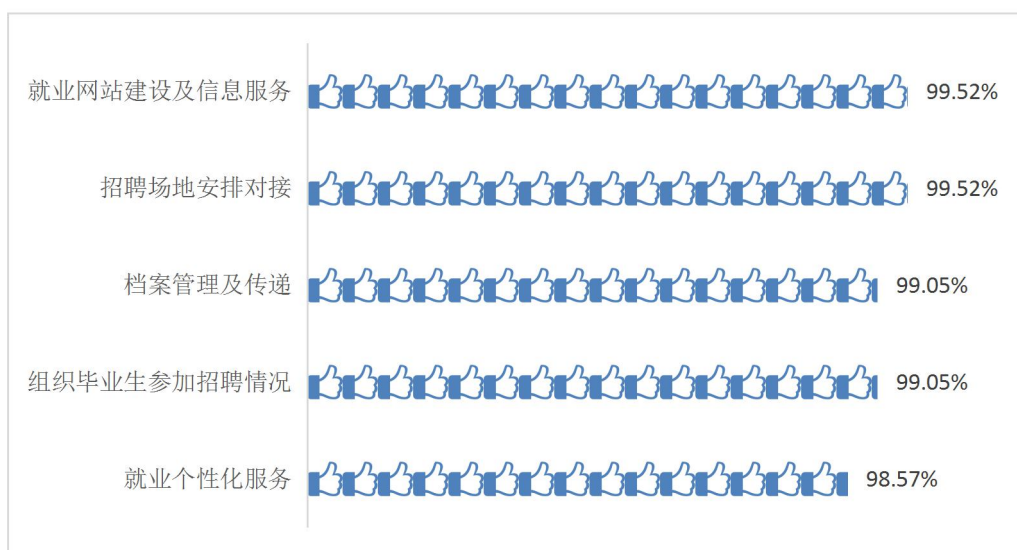 就业网站建设及信息服务 99.52%
招聘场地安排对接 99.52%
档案管理及传递 99.05%
组织毕业生参加招聘情况 99.05%
就业个性化服务 98.57%